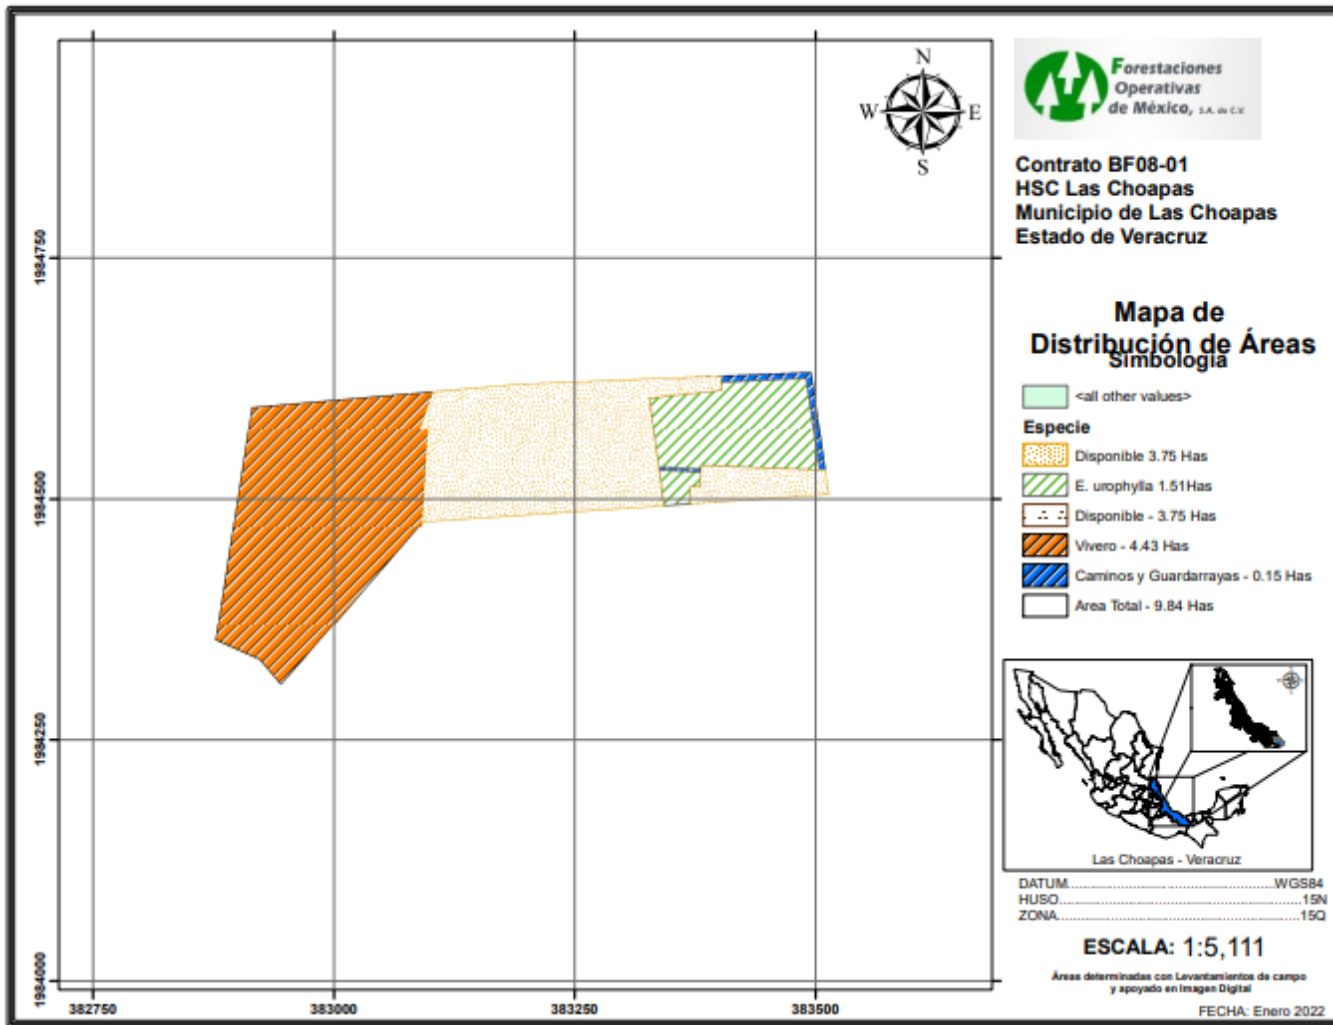 N
W E
S
1984750
1984500
1984250
1984000
382750 383000 383250 383500
Forestaciones
Operativas
de México, S.A. de C.V.
Contrato BF08-01
HSC Las Choapas
Municipio de Las Choapas
Estado de Veracruz
Mapa de
Distribución de Áreas
Simbología
<all other values>
Especie
Disponible 3.75 Has
E. urophylla 1.51Has
Disponible - 3.75 Has
Vivero - 4.43 Has
Caminos y Guardarrayas - 0.15 Has
Area Total - 9.84 Has
Las Choapas - Veracruz
DATUM............................................................WGS84
HUSO....................................................................15N
ZONA....................................................................15Q
ESCALA: 1:5,111
Áreas determinadas con Levantamientos de campo
y apoyado en Imagen Digital
FECHA: Enero 2022